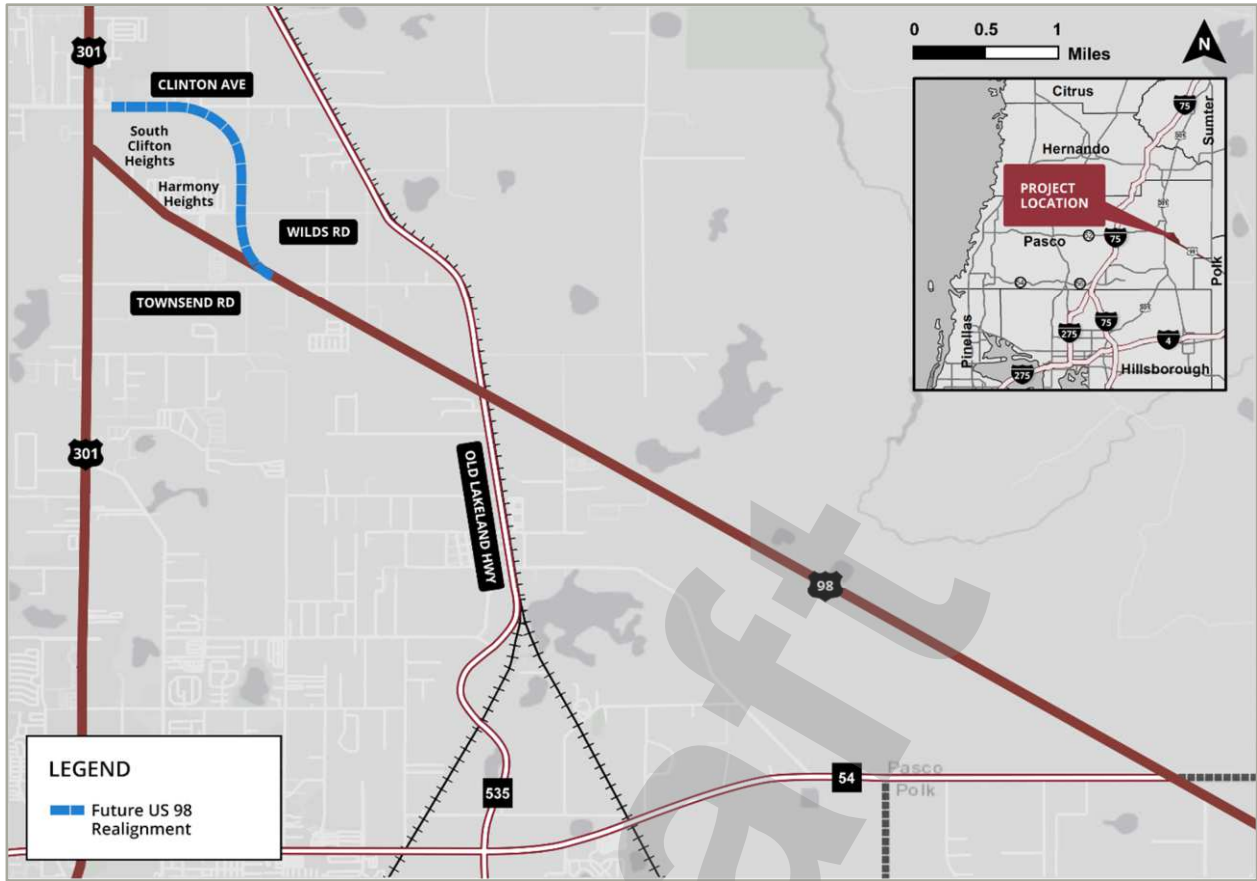 301
CLINTON AVE
South
Clifton
Heights
Harmony
Heights
WILDS RD
TOWNSEND RD
301
OLD LAKELAND HWY
98
535
54
Pasco
Polk
LEGEND
Future US 98
Realignment
0 0.5 1
Miles
N
Citrus
75
Sumter
Hernando
PROJECT
LOCATION
Pasco
75
Polk
Pinellas
275
75
4
275
Hillsborough
aft